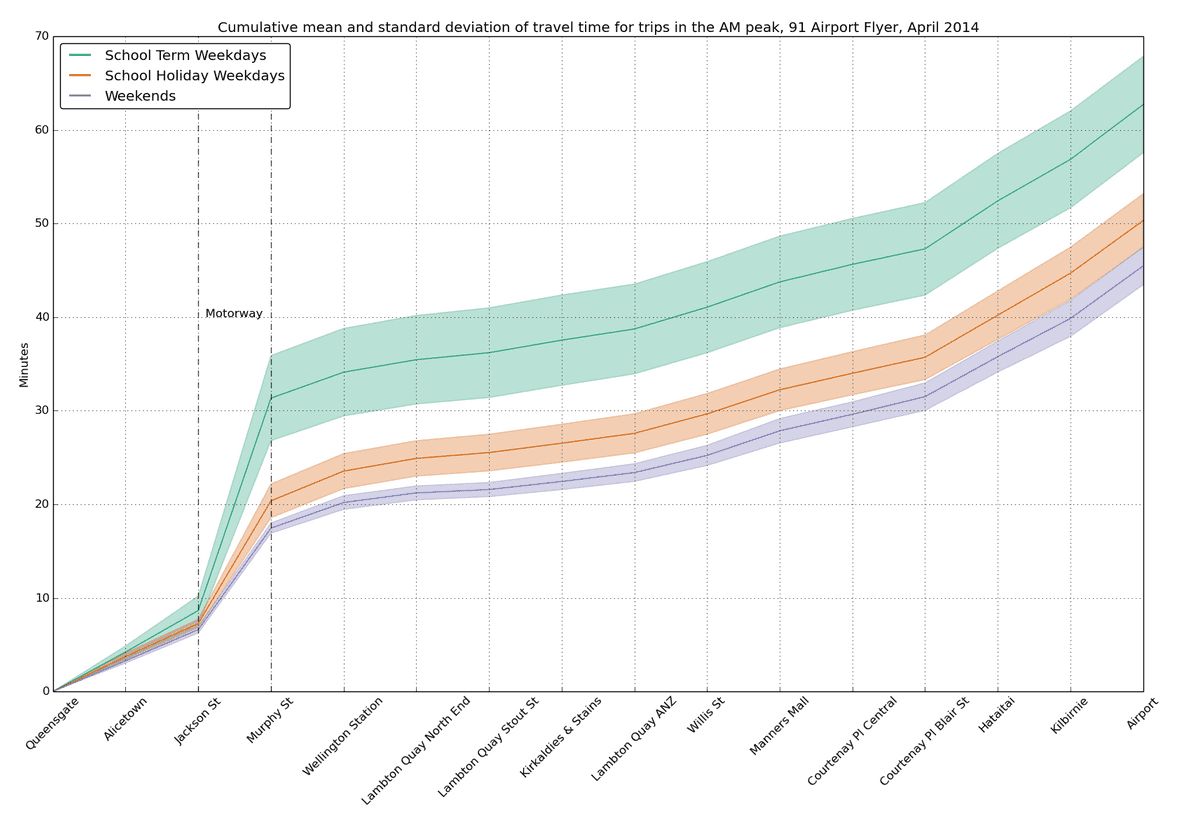 Cumulative mean and standard deviation of travel time for trips in the AM peak, 91 Airport Flyer, April 2014
School Term Weekdays
School Holiday Weekdays
Weekends
70
60
50
40
30
20
10
0
Minutes
Motorway
Queensgate
Alicetown
Jackson St
Murphy St
Wellington Station
Lambton Quay North End
Lambton Quay Stout St
Kirkaldies & Stains
Lambton Quay ANZ
Willis St
Manners Mall
Courtenay Pl Central
Courtenay Pl Blair St
Hataitai
Kilbirnie
Airport